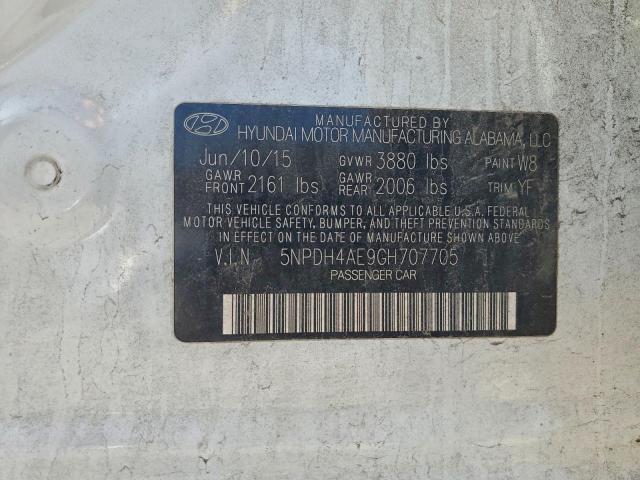 MANUFACTURED BY
HYUNDAI MOTOR MANUFACTURING ALABAMA, LLC
Jun/10/15 GVWR 3880 lbs PAINT W8
GAWR FRONT 2161 lbs GAWR REAR 2006 lbs TRIM YF
THIS VEHICLE CONFORMS TO ALL APPLICABLE U.S.A. FEDERAL
MOTOR VEHICLE SAFETY, BUMPER, AND THEFT PREVENTION STANDARDS
IN EFFECT ON THE DATE OF MANUFACTURE SHOWN ABOVE.
V.I.N. 5NPDH4AE9GH707705
PASSENGER CAR